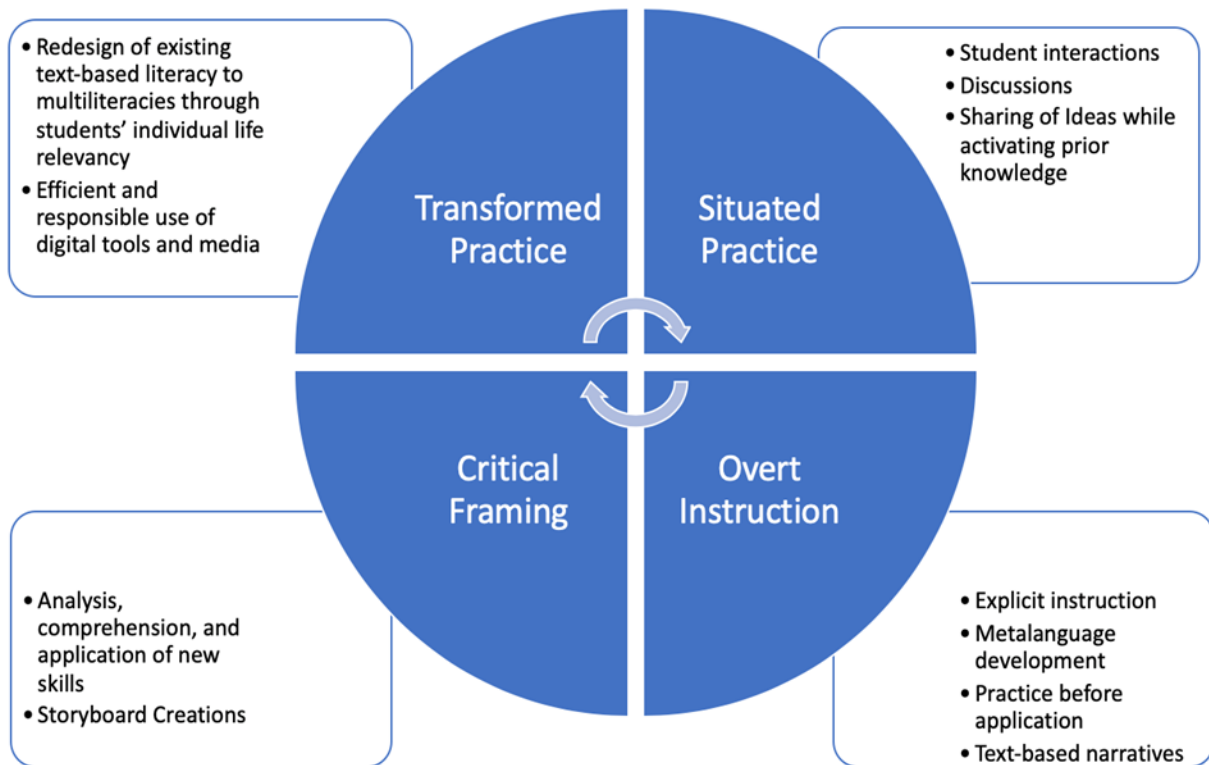 • Redesign of existing
text-based literacy to
multiliteracies through
students’ individual life
relevancy
• Efficient and
responsible use of
digital tools and media
Transformed
Practice
Situated
Practice
• Student interactions
• Discussions
• Sharing of Ideas while
activating prior
knowledge
Critical
Framing
Overt
Instruction
• Analysis,
comprehension, and
application of new
skills
• Storyboard Creations
• Explicit instruction
• Metalanguage
development
• Practice before
application
• Text-based narratives